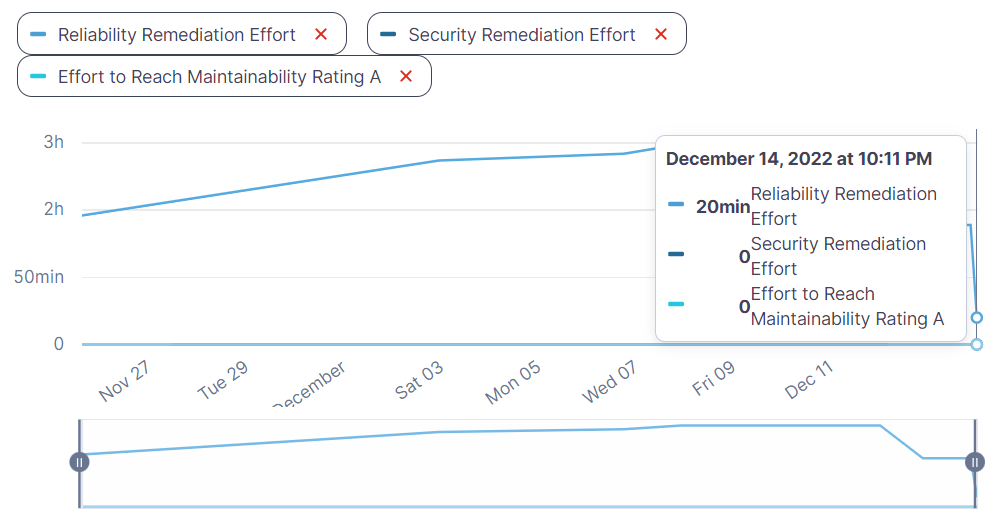 Reliability Remediation Effort ✕ Security Remediation Effort ✕
Effort to Reach Maintainability Rating A ✕
3h
2h
50min
0
December 14, 2022 at 10:11 PM
20min Reliability Remediation
Effort
0 Security Remediation
Effort
0 Effort to Reach
Maintainability Rating A
Nov 27 Tue 29 December Sat 03 Mon 05 Wed 07 Fri 09 Dec 11